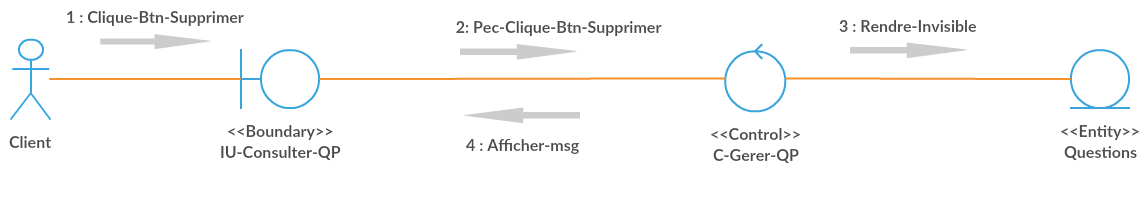 1 : Clique-Btn-Supprimer
2: Pec-Clique-Btn-Supprimer
3 : Rendre-Invisible
Client
<<Boundary>>
IU-Consulter-QP
4 : Afficher-msg
<<Control>>
C-Gerer-QP
<<Entity>>
Questions